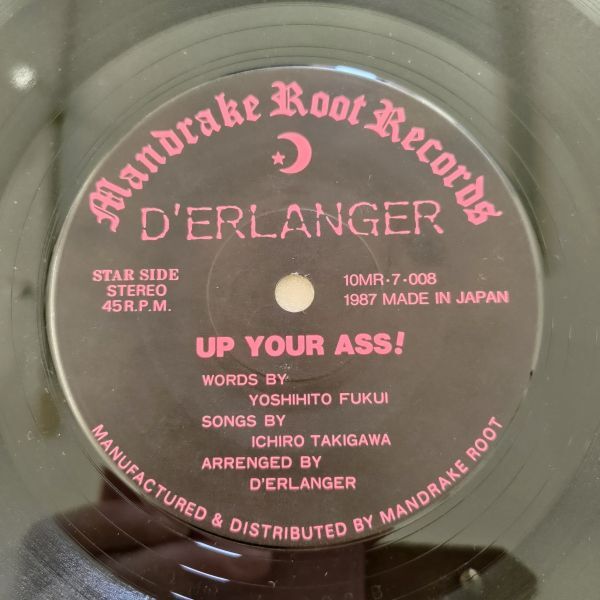 Mandrake Root Records
D'ERLANGER
STAR SIDE
STEREO
45R.P.M.
10MR·7·008
1987 MADE IN JAPAN
UP YOUR ASS!
WORDS BY
YOSHIHITO FUKUI
SONGS BY
ICHIRO TAKIGAWA
ARRENGED BY
D'ERLANGER
MANUFACTURED & DISTRIBUTED BY MANDRAKE ROOT